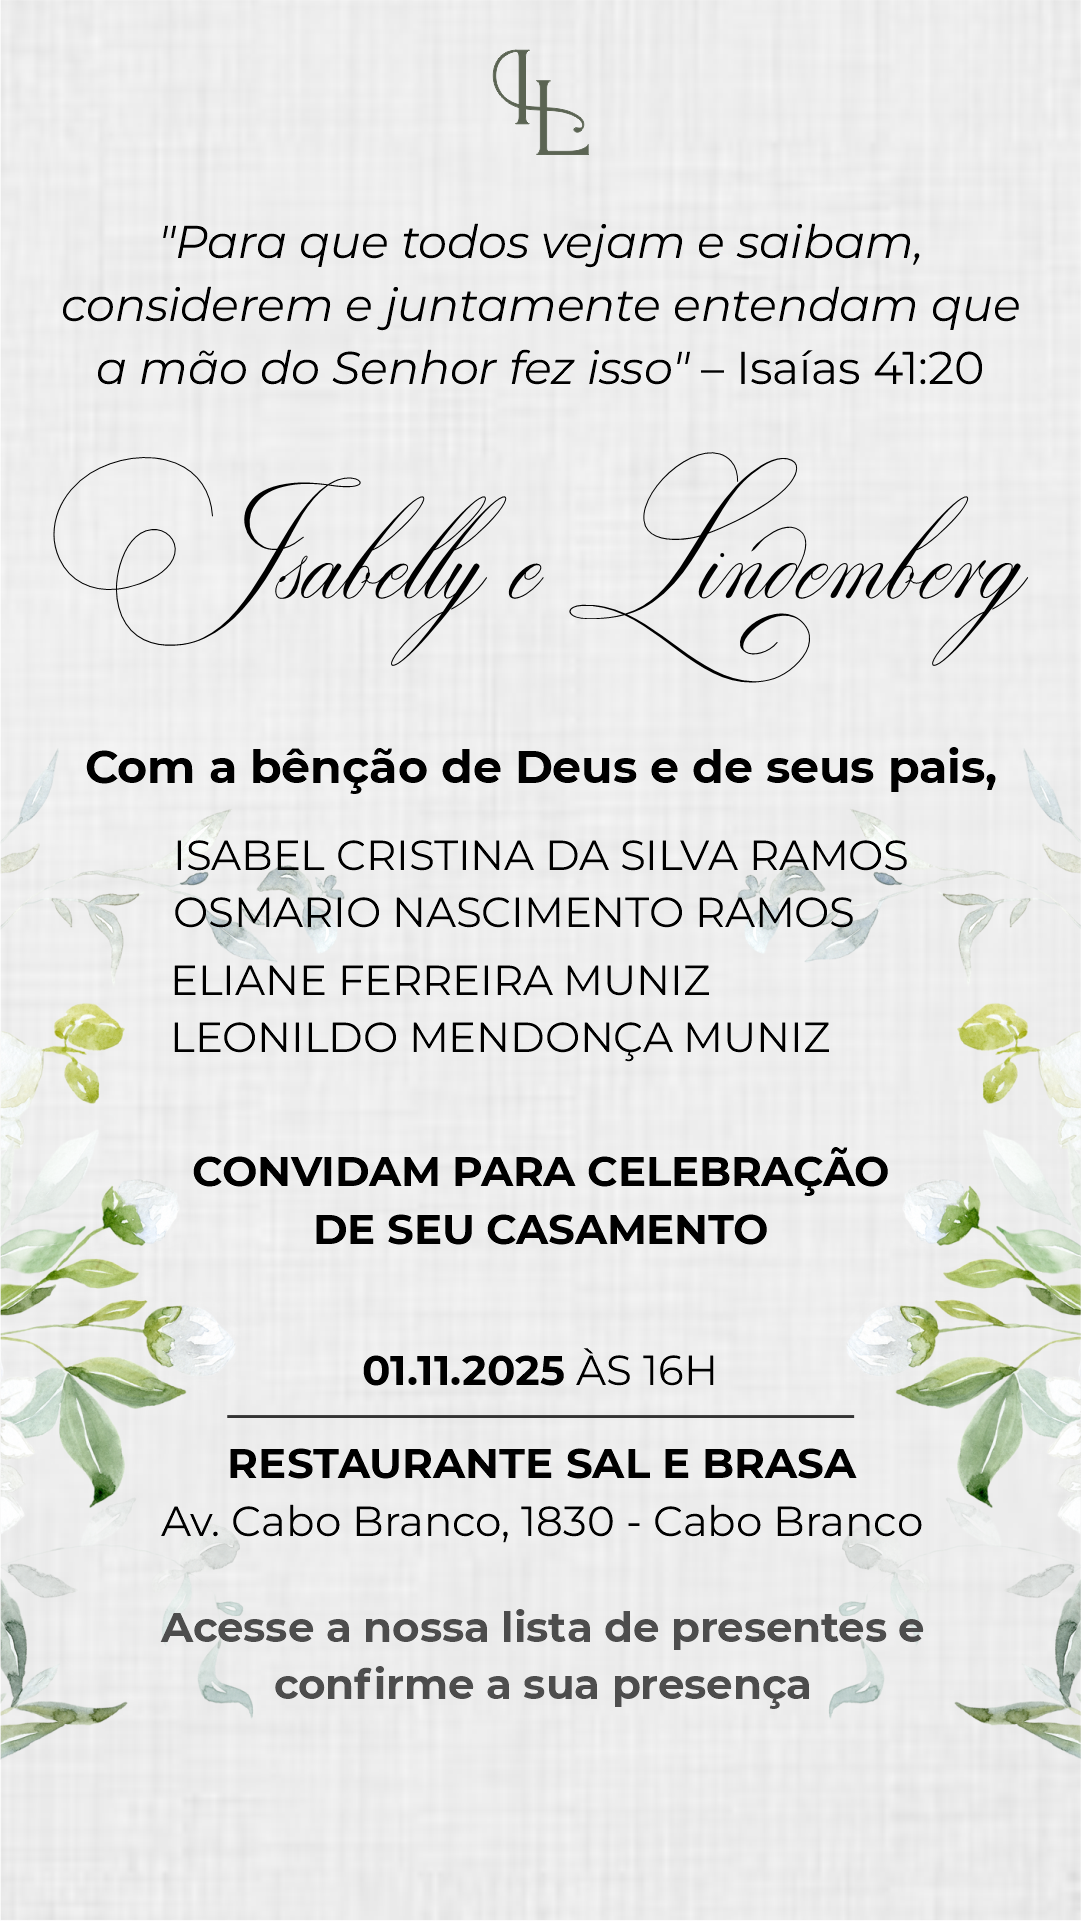 IL
"Para que todos vejam e saibam,
considerem e juntamente entendam que
a mão do Senhor fez isso" – Isaías 41:20
Isabelly e Lindemberg
Com a bênção de Deus e de seus pais,
ISABEL CRISTINA DA SILVA RAMOS
OSMARIO NASCIMENTO RAMOS
ELIANE FERREIRA MUNIZ
LEONILDO MENDONÇA MUNIZ
CONVIDAM PARA CELEBRAÇÃO
DE SEU CASAMENTO
01.11.2025 ÀS 16H
RESTAURANTE SAL E BRASA
Av. Cabo Branco, 1830 - Cabo Branco
Acesse a nossa lista de presentes e
confirme a sua presença